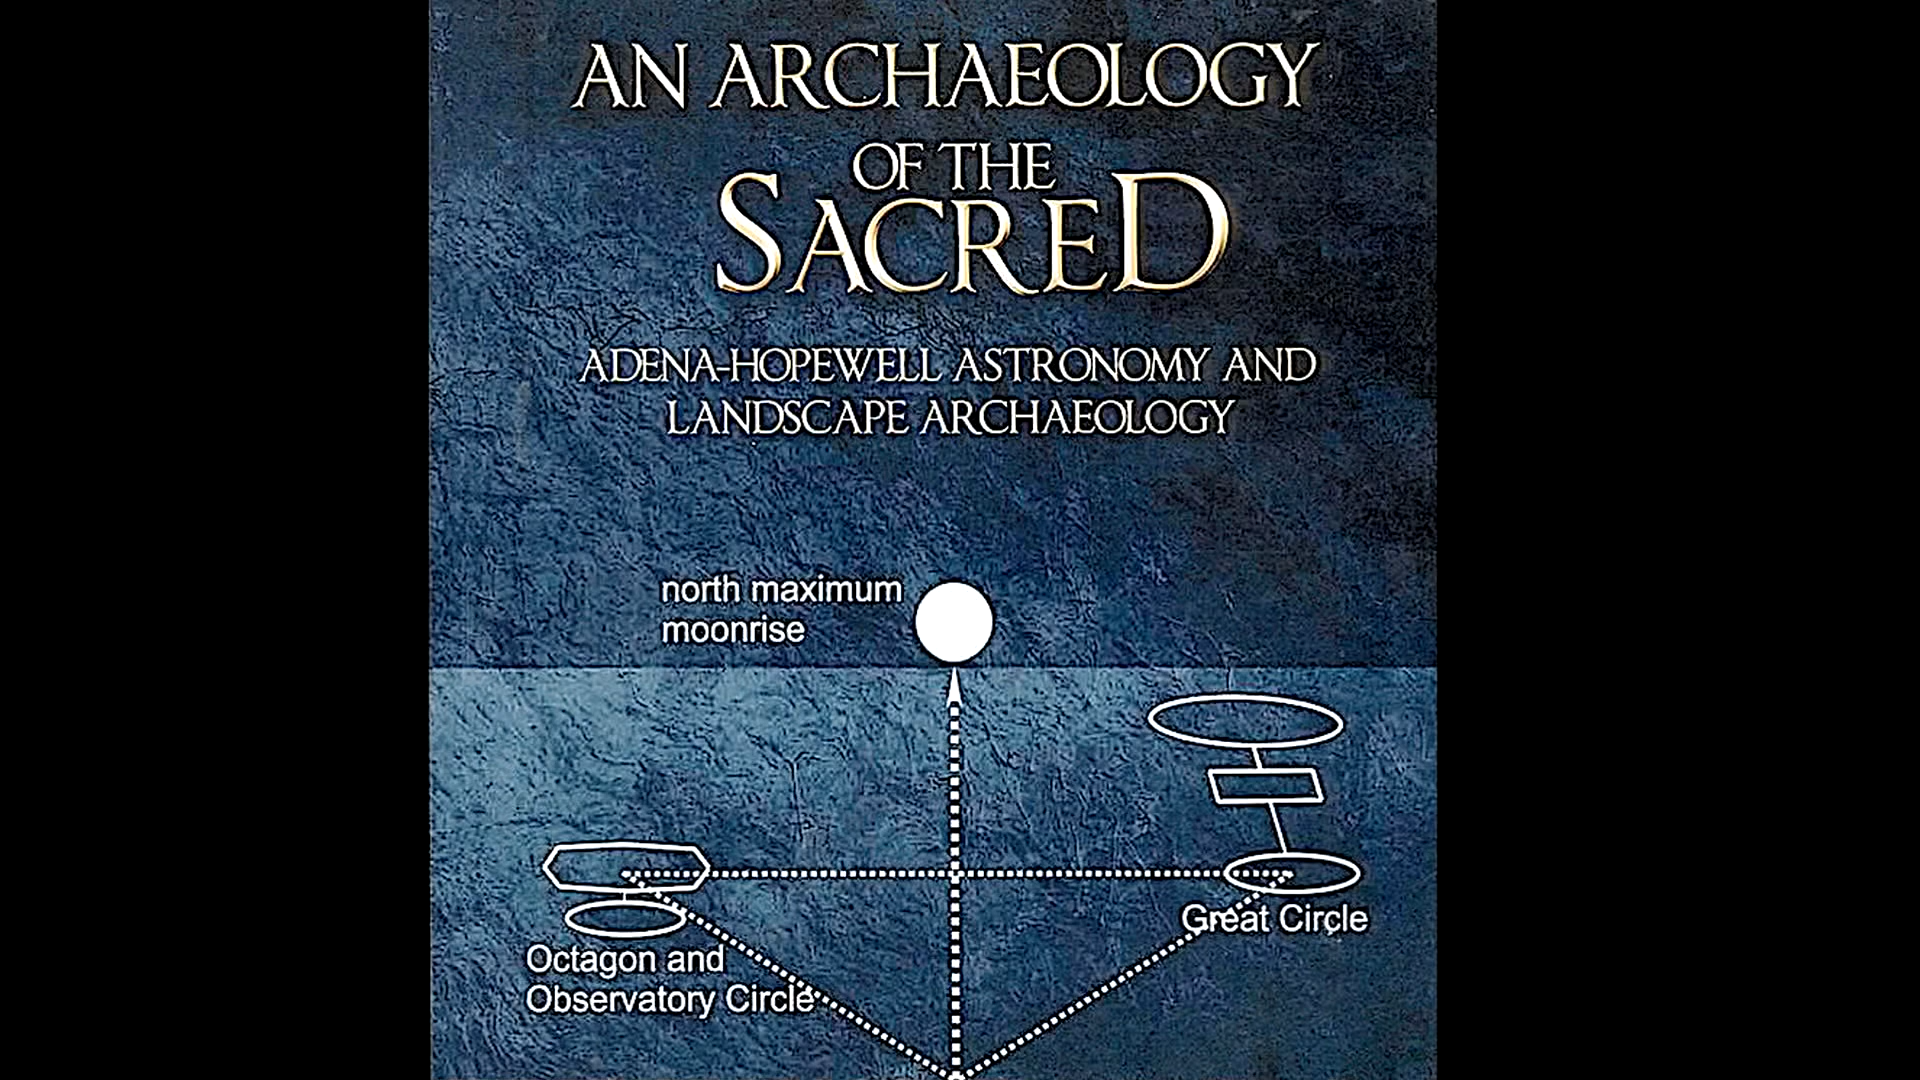 AN ARCHAEOLOGY
OF THE
SACRED
ADENA-HOPEWELL ASTRONOMY AND
LANDSCAPE ARCHAEOLOGY
north maximum
moonrise
Great Circle
Octagon and
Observatory Circle